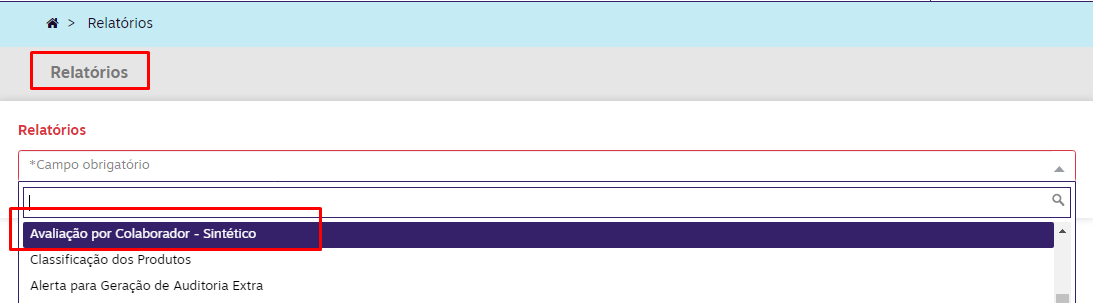 > Relatórios
Relatórios
Relatórios
*Campo obrigatório
Avaliação por Colaborador - Sintético
Classificação dos Produtos
Alerta para Geração de Auditoria Extra